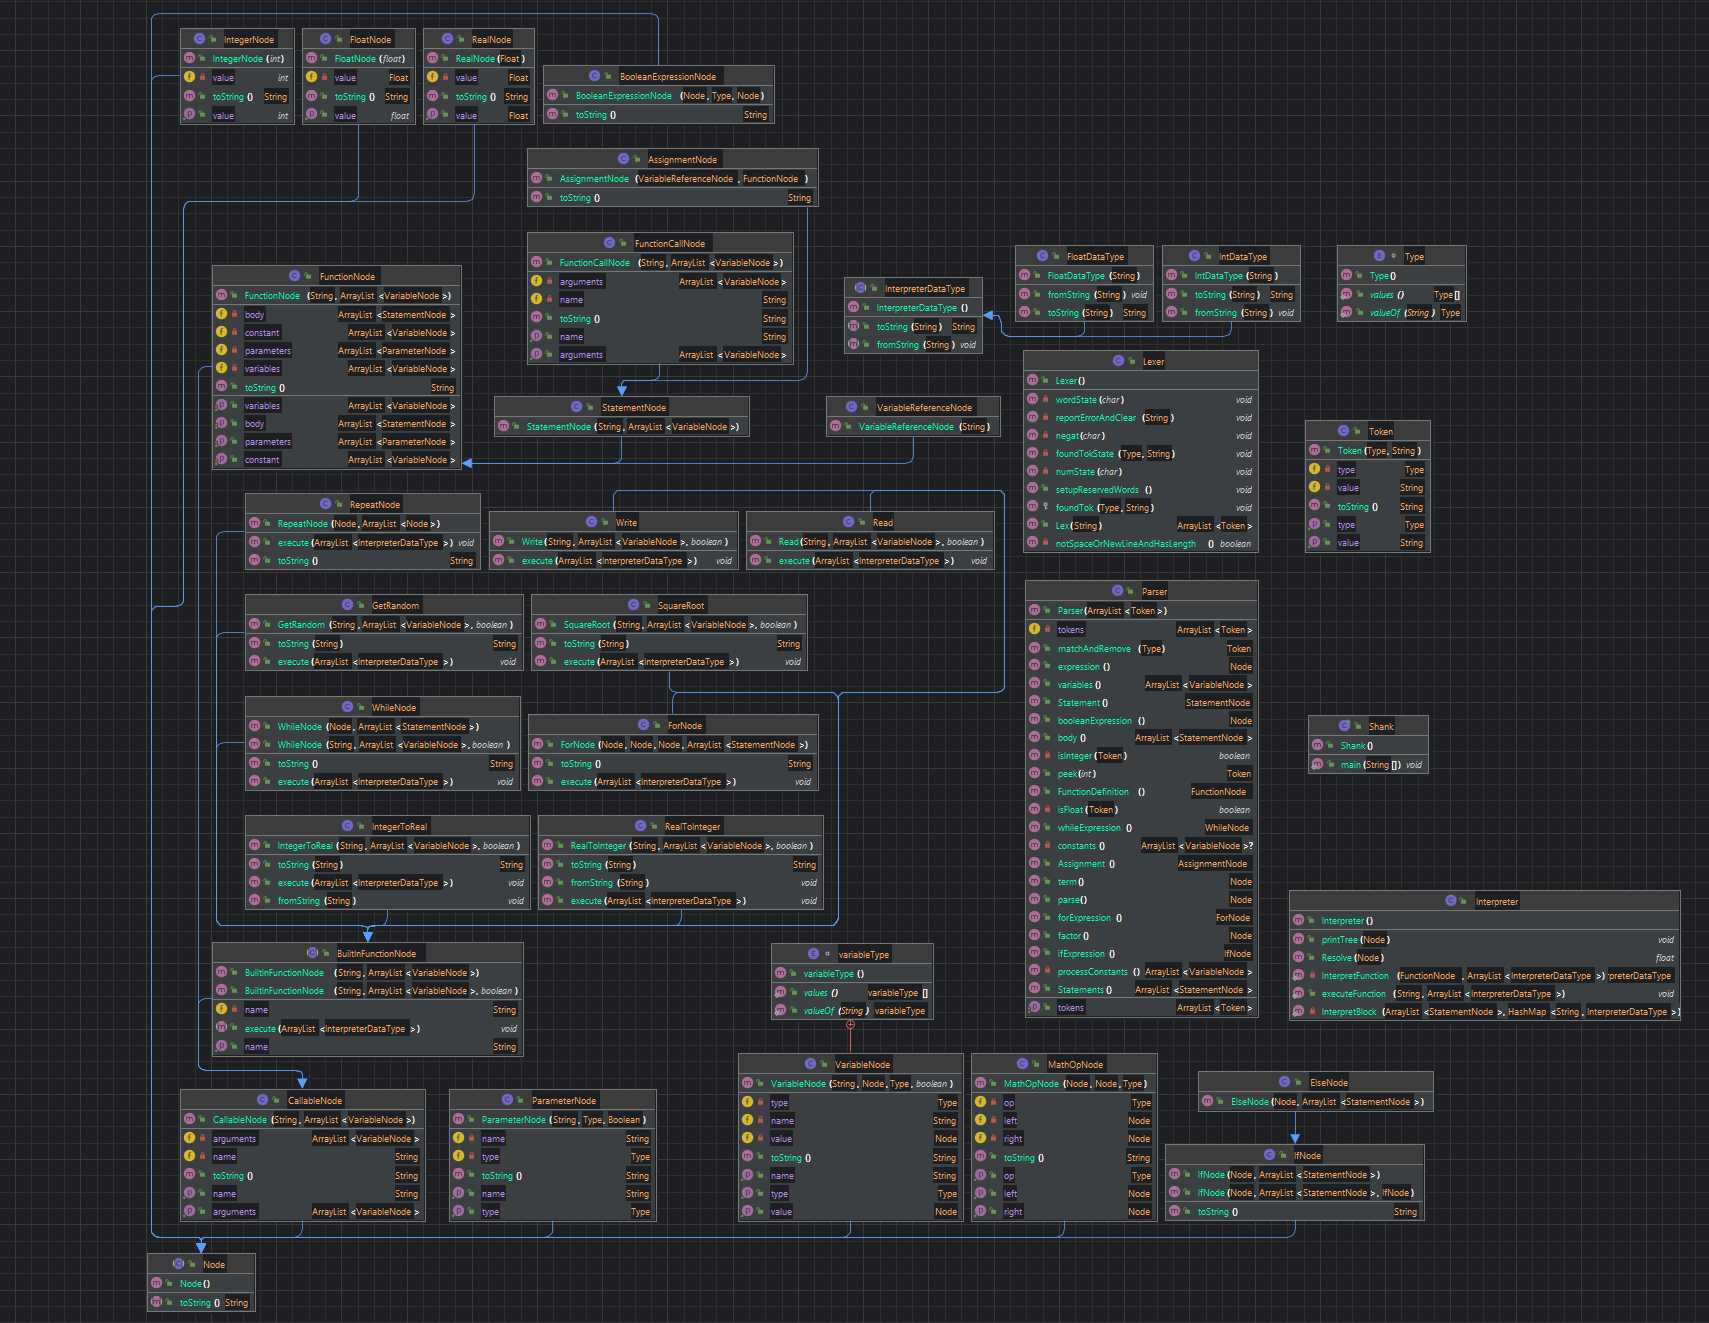 IntegerNode
IntegerNode (int)
value int
toString () String
value int
FloatNode
FloatNode (float)
value Float
toString () String
value float
RealNode
RealNode (Float)
value Float
toString () String
value Float
BooleanExpressionNode
BooleanExpressionNode (Node, Type, Node)
toString () String
AssignmentNode
AssignmentNode (VariableReferenceNode, FunctionNode)
toString () String
FunctionCallNode
FunctionCallNode (String, ArrayList <VariableNode>)
arguments ArrayList <VariableNode>
name String
toString () String
name String
arguments ArrayList <VariableNode>
FunctionNode
FunctionNode (String, ArrayList <VariableNode>)
body ArrayList <StatementNode>
constant ArrayList <VariableNode>
parameters ArrayList <ParameterNode>
variables ArrayList <VariableNode>
toString () String
variables ArrayList <VariableNode>
body ArrayList <StatementNode>
parameters ArrayList <ParameterNode>
constant ArrayList <VariableNode>
InterpreterDataType
InterpreterDataType ()
toString (String) String
fromString (String) void
FloatDataType
FloatDataType (String)
fromString (String) void
toString (String) String
IntDataType
IntDataType (String)
toString (String) String
fromString (String) void
Type
Type ()
values () Type []
valueOf (String) Type
StatementNode
StatementNode (String, ArrayList <VariableNode>)
VariableReferenceNode
VariableReferenceNode (String)
Lexer
Lexer ()
wordState (char) void
reportErrorAndClear (String) void
negat (char) void
foundTokState (Type, String) void
numState (char) void
setupReservedWords () void
foundTok (Type, String) void
Lex (String) ArrayList <Token>
notSpaceOrNewLineAndHasLength () boolean
Token
Token (Type, String)
type Type
value String
toString () String
type Type
value String
RepeatNode
RepeatNode (Node, ArrayList <Node>)
execute (ArrayList <InterpreterDataType>) void
toString () String
Write
Write (String, ArrayList <VariableNode>, boolean)
execute (ArrayList <InterpreterDataType>) void
Read
Read (String, ArrayList <VariableNode>, boolean)
execute (ArrayList <InterpreterDataType>) void
GetRandom
GetRandom (String, ArrayList <VariableNode>, boolean)
toString (String) String
execute (ArrayList <InterpreterDataType>) void
SquareRoot
SquareRoot (String, ArrayList <VariableNode>, boolean)
toString (String) String
execute (ArrayList <InterpreterDataType>) void
Parser
Parser (ArrayList <Token>)
tokens ArrayList <Token>
matchAndRemove (Type) Token
expression () Node
variables () ArrayList <VariableNode>
Statement () StatementNode
booleanExpression () Node
body () ArrayList <StatementNode>
isInteger (Token) boolean
peek (int) Token
FunctionDefinition () FunctionNode
isFloat (Token) boolean
whileExpression () WhileNode
constants () ArrayList <VariableNode>?
Assignment () AssignmentNode
term () Node
parse () Node
forExpression () ForNode
factor () Node
ifExpression () IfNode
processConstants () ArrayList <VariableNode>
Statements () ArrayList <StatementNode>
tokens ArrayList <Token>
WhileNode
WhileNode (Node, ArrayList <StatementNode>)
WhileNode (String, ArrayList <VariableNode>, boolean)
toString () String
execute (ArrayList <InterpreterDataType>) void
ForNode
ForNode (Node, Node, Node, ArrayList <StatementNode>)
toString () String
execute (ArrayList <InterpreterDataType>) void
Shank
Shank ()
main (String []) void
IntegerToReal
IntegerToReal (String, ArrayList <VariableNode>, boolean)
toString (String) String
execute (ArrayList <InterpreterDataType>) void
fromString (String) void
RealToInteger
RealToInteger (String, ArrayList <VariableNode>, boolean)
toString (String) String
fromString (String) void
execute (ArrayList <InterpreterDataType>) void
Interpreter
Interpreter ()
printTree (Node) void
Resolve (Node) float
InterpretFunction (FunctionNode, ArrayList <InterpreterDataType>) rpreterDataType
executeFunction (String, ArrayList <InterpreterDataType>) void
InterpretBlock (ArrayList <StatementNode>, HashMap <String, InterpreterDataType>)
BuiltInFunctionNode
BuiltInFunctionNode (String, ArrayList <VariableNode>)
BuiltInFunctionNode (String, ArrayList <VariableNode>, boolean)
name String
execute (ArrayList <InterpreterDataType>) void
name String
variableType
variableType ()
values () variableType []
valueOf (String) variableType
CallableNode
CallableNode (String, ArrayList <VariableNode>)
arguments ArrayList <VariableNode>
name String
toString () String
name String
arguments ArrayList <VariableNode>
ParameterNode
ParameterNode (String, Type, Boolean)
name String
type Type
toString () String
name String
type Type
VariableNode
VariableNode (String, Node, Type, boolean)
type Type
name String
value Node
toString () String
name String
type Type
value Node
MathOpNode
MathOpNode (Node, Node, Type)
op Type
left Node
right Node
toString () String
op Type
left Node
right Node
ElseNode
ElseNode (Node, ArrayList <StatementNode>)
IfNode
IfNode (Node, ArrayList <StatementNode>)
IfNode (Node, ArrayList <StatementNode>, IfNode)
toString () String
Node
Node ()
toString () String